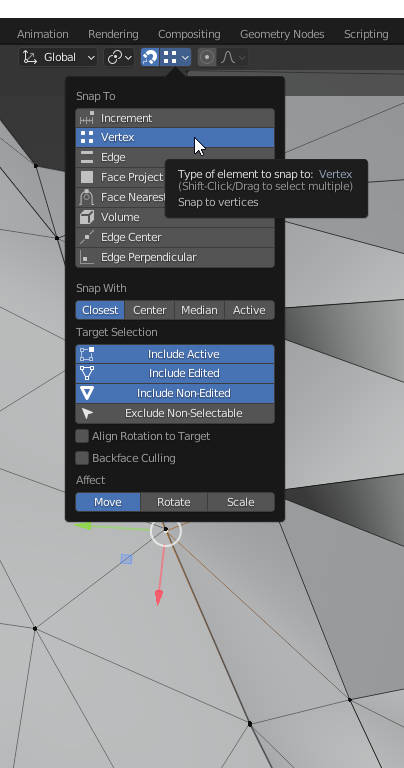 Animation Rendering Compositing Geometry Nodes Scripting
Global
Snap To
Increment
Vertex
Edge
Face Project
Face Nearest
Volume
Edge Center
Edge Perpendicular
Type of element to snap to: Vertex
(Shift-Click/Drag to select multiple)
Snap to vertices
Snap With
Closest Center Median Active
Target Selection
Include Active
Include Edited
Include Non-Edited
Exclude Non-Selectable
Align Rotation to Target
Backface Culling
Affect
Move Rotate Scale